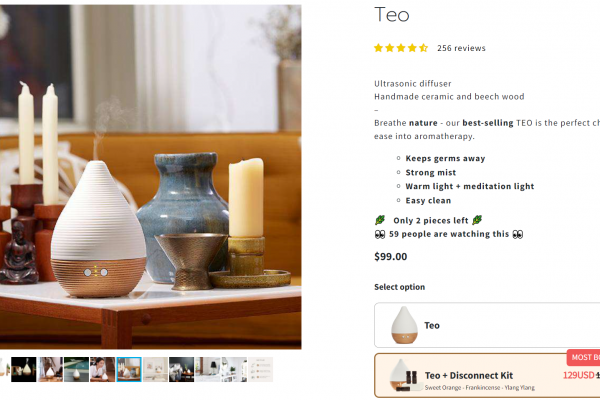 Teo
256 reviews
Ultrasonic diffuser
Handmade ceramic and beech wood
–
Breathe nature - our best-selling TEO is the perfect
ease into aromatherapy.
Keeps germs away
Strong mist
Warm light + meditation light
Easy clean
Only 2 pieces left
59 people are watching this
$99.00
Select option
Teo
MOST
Teo + Disconnect Kit
129USD
Sweet Orange - Frankincense - Ylang Ylang